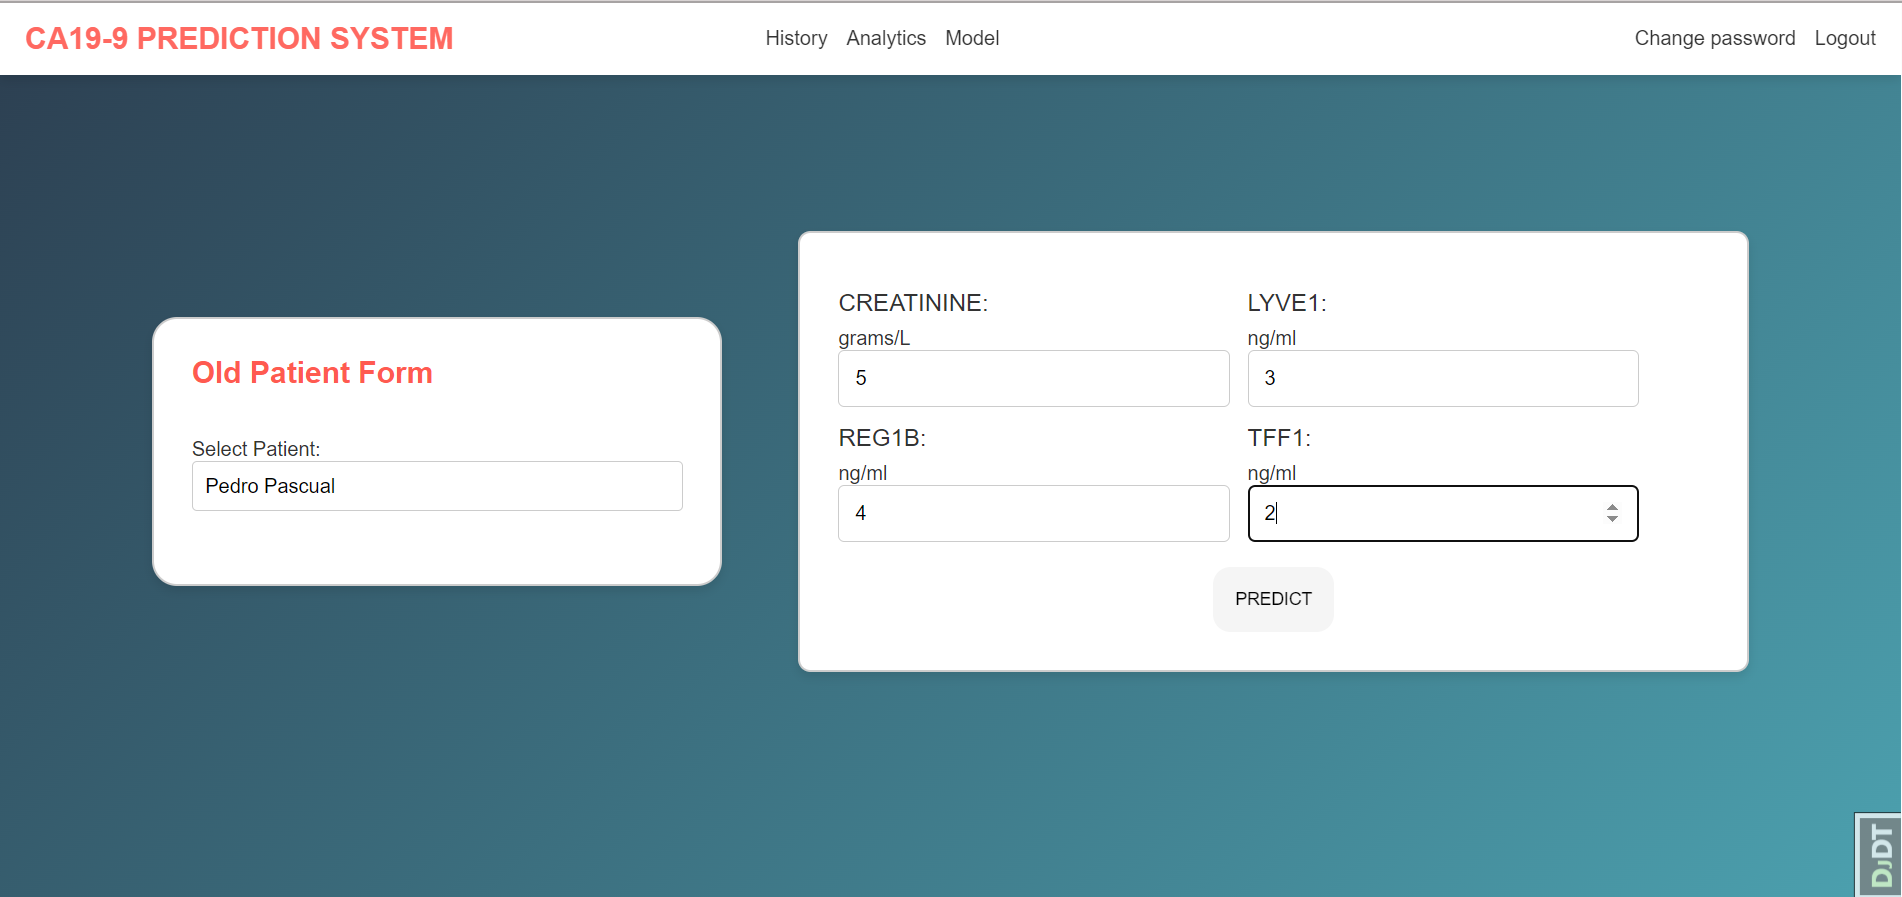 CA19-9 PREDICTION SYSTEM
History Analytics Model
Change password Logout
Old Patient Form
Select Patient:
Pedro Pascual
CREATININE:
grams/L
5
LYVE1:
ng/ml
3
REG1B:
ng/ml
4
TFF1:
ng/ml
2
PREDICT
DJDT